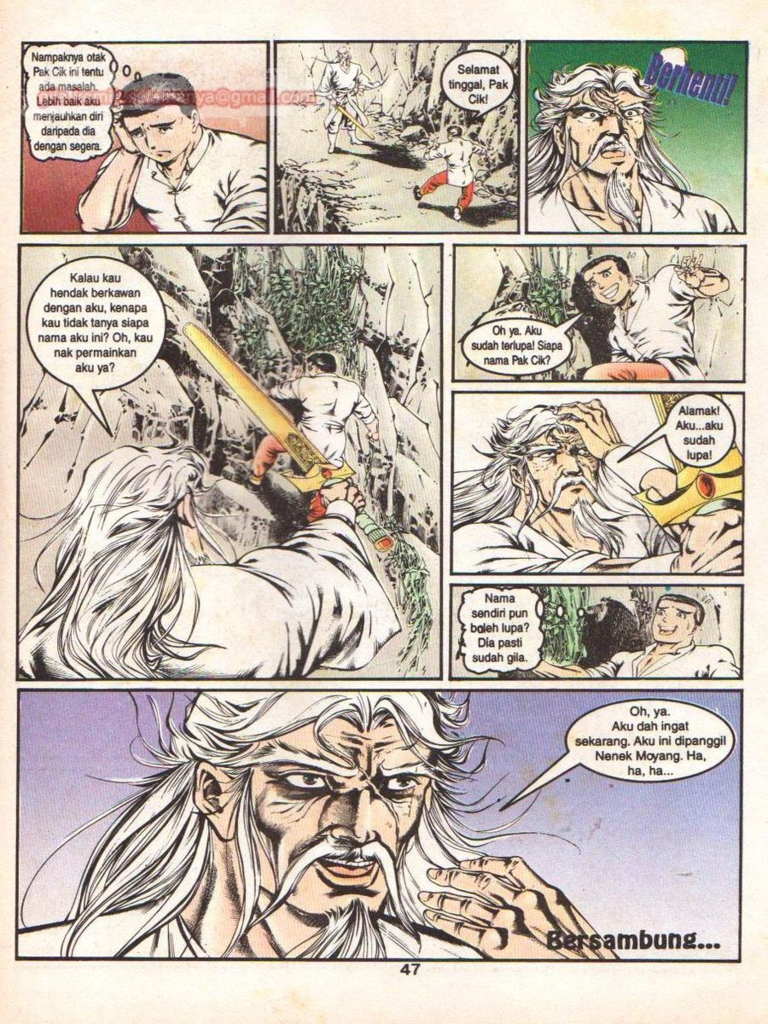 Nampaknya otak
Pak Cik ini tentu
ada masalah.
Lebih baik aku
menjauhkan diri
daripada dia
dengan segera.
Selamat
tinggal, Pak
Cik!
Berhenti!
Kalau kau
hendak berkawan
dengan aku, kenapa
kau tidak tanya siapa
nama aku ini? Oh, kau
nak permainkan
aku ya?
Oh ya. Aku
sudah terlupa! Siapa
nama Pak Cik?
Alamak!
Aku...aku
sudah
lupa!
Nama
sendiri pun
boleh lupa?
Dia pasti
sudah gila.
Oh, ya.
Aku dah ingat
sekarang. Aku ini dipanggil
Nenek Moyang. Ha,
ha, ha...
Bersambung...
47